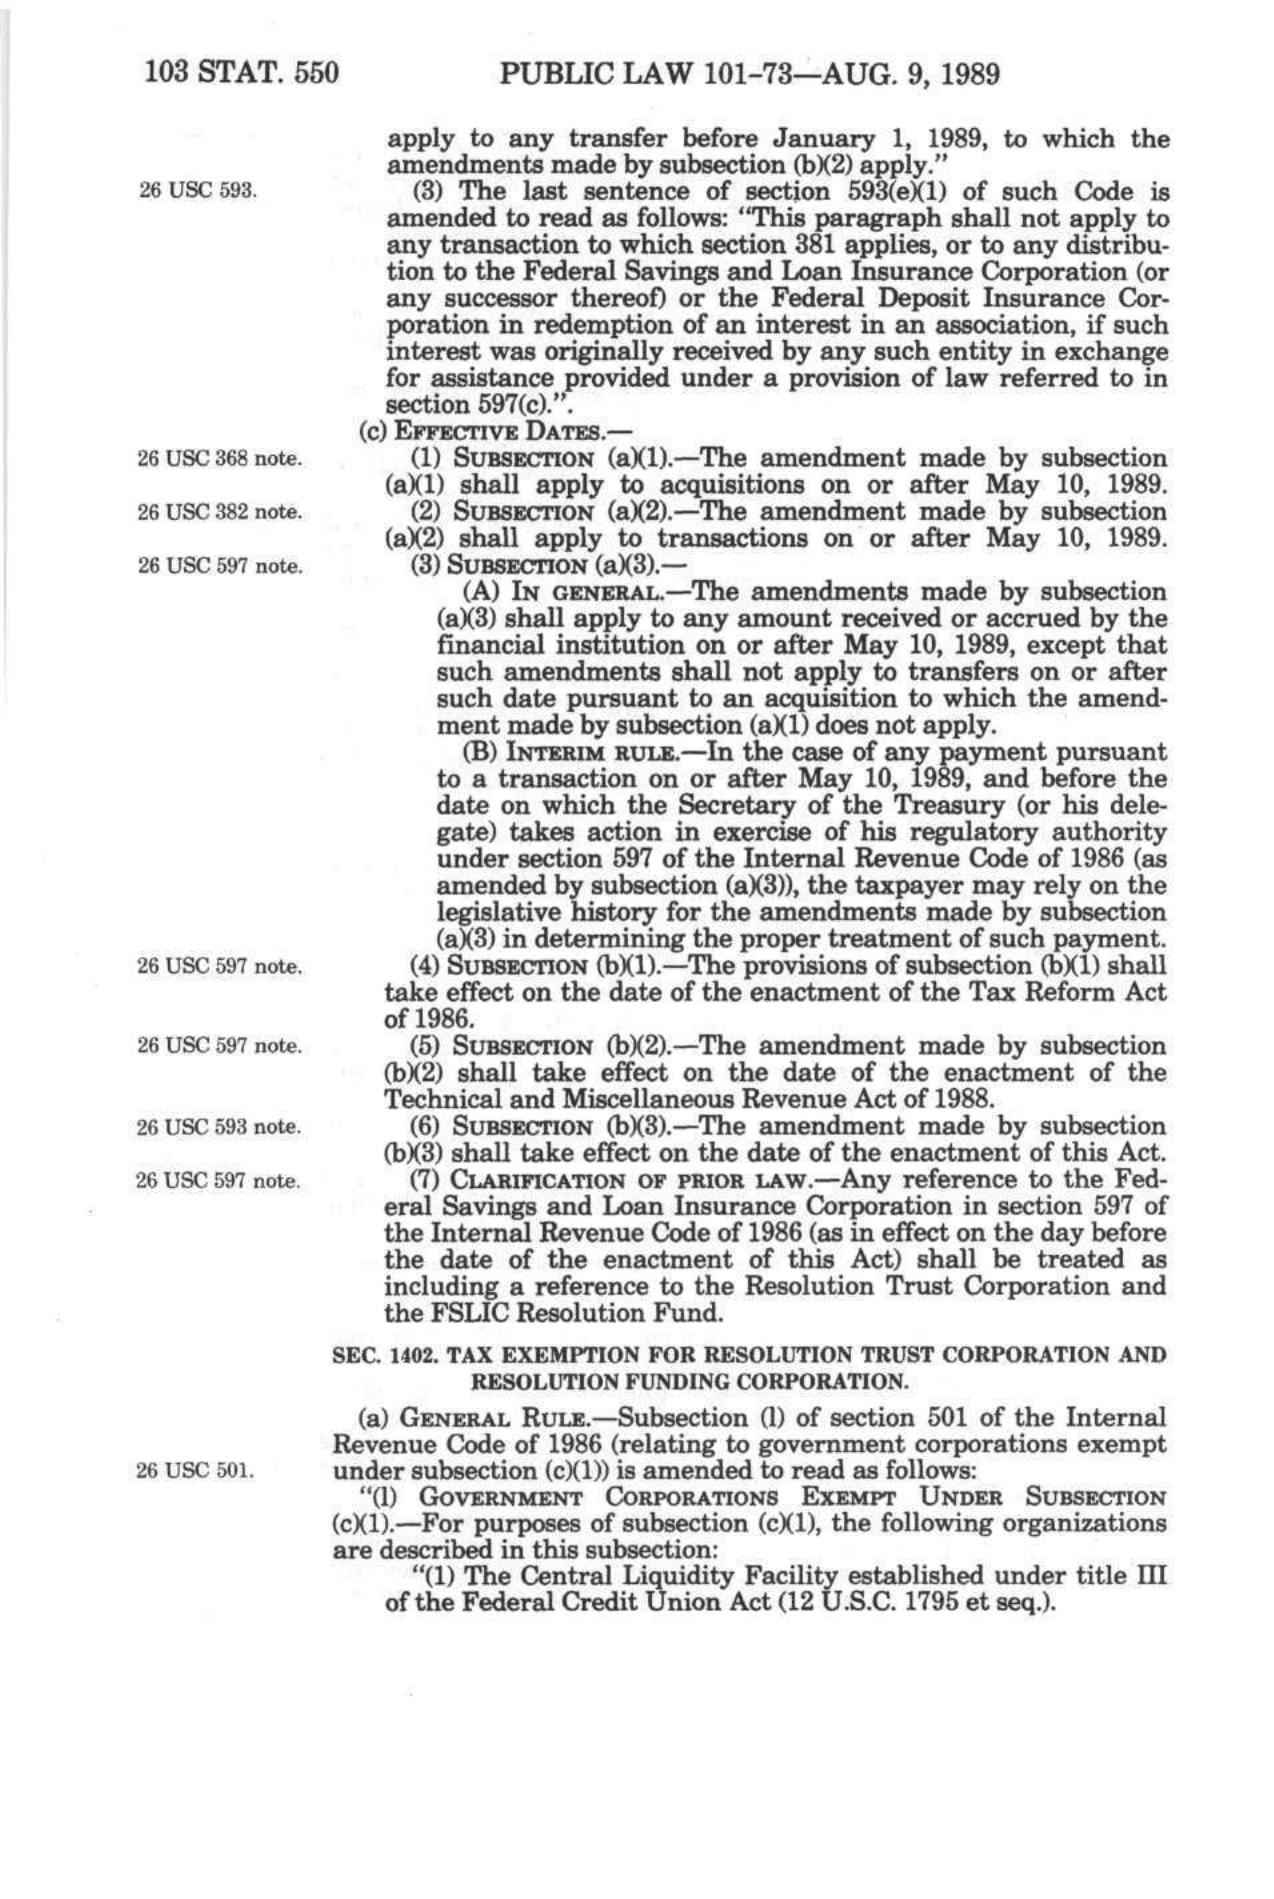 103 STAT. 550
PUBLIC LAW 101-73—AUG. 9, 1989
apply to any transfer before January 1, 1989, to which the
amendments made by subsection (b)(2) apply.”
26 USC 593.
(3) The last sentence of section 593(e)(1) of such Code is
amended to read as follows: “This paragraph shall not apply to
any transaction to which section 381 applies, or to any distribu-
tion to the Federal Savings and Loan Insurance Corporation (or
any successor thereof) or the Federal Deposit Insurance Cor-
poration in redemption of an interest in an association, if such
interest was originally received by any such entity in exchange
for assistance provided under a provision of law referred to in
section 597(c).”.
(c) EFFECTIVE DATES.—
26 USC 368 note.
(1) SUBSECTION (a)(1).—The amendment made by subsection
(a)(1) shall apply to acquisitions on or after May 10, 1989.
26 USC 382 note.
(2) SUBSECTION (a)(2).—The amendment made by subsection
(a)(2) shall apply to transactions on or after May 10, 1989.
26 USC 597 note.
(3) SUBSECTION (a)(3).—
(A) IN GENERAL.—The amendments made by subsection
(a)(3) shall apply to any amount received or accrued by the
financial institution on or after May 10, 1989, except that
such amendments shall not apply to transfers on or after
such date pursuant to an acquisition to which the amend-
ment made by subsection (a)(1) does not apply.
(B) INTERIM RULE.—In the case of any payment pursuant
to a transaction on or after May 10, 1989, and before the
date on which the Secretary of the Treasury (or his dele-
gate) takes action in exercise of his regulatory authority
under section 597 of the Internal Revenue Code of 1986 (as
amended by subsection (a)(3)), the taxpayer may rely on the
legislative history for the amendments made by subsection
(a)(3) in determining the proper treatment of such payment.
26 USC 597 note.
(4) SUBSECTION (b)(1).—The provisions of subsection (b)(1) shall
take effect on the date of the enactment of the Tax Reform Act
of 1986.
26 USC 597 note.
(5) SUBSECTION (b)(2).—The amendment made by subsection
(b)(2) shall take effect on the date of the enactment of the
Technical and Miscellaneous Revenue Act of 1988.
26 USC 593 note.
(6) SUBSECTION (b)(3).—The amendment made by subsection
(b)(3) shall take effect on the date of the enactment of this Act.
26 USC 597 note.
(7) CLARIFICATION OF PRIOR LAW.—Any reference to the Fed-
eral Savings and Loan Insurance Corporation in section 597 of
the Internal Revenue Code of 1986 (as in effect on the day before
the date of the enactment of this Act) shall be treated as
including a reference to the Resolution Trust Corporation and
the FSLIC Resolution Fund.
SEC. 1402. TAX EXEMPTION FOR RESOLUTION TRUST CORPORATION AND
RESOLUTION FUNDING CORPORATION.
(a) GENERAL RULE.—Subsection (l) of section 501 of the Internal
Revenue Code of 1986 (relating to government corporations exempt
26 USC 501.
under subsection (c)(1)) is amended to read as follows:
“(l) GOVERNMENT CORPORATIONS EXEMPT UNDER SUBSECTION
(c)(1).—For purposes of subsection (c)(1), the following organizations
are described in this subsection:
“(1) The Central Liquidity Facility established under title III
of the Federal Credit Union Act (12 U.S.C. 1795 et seq.).